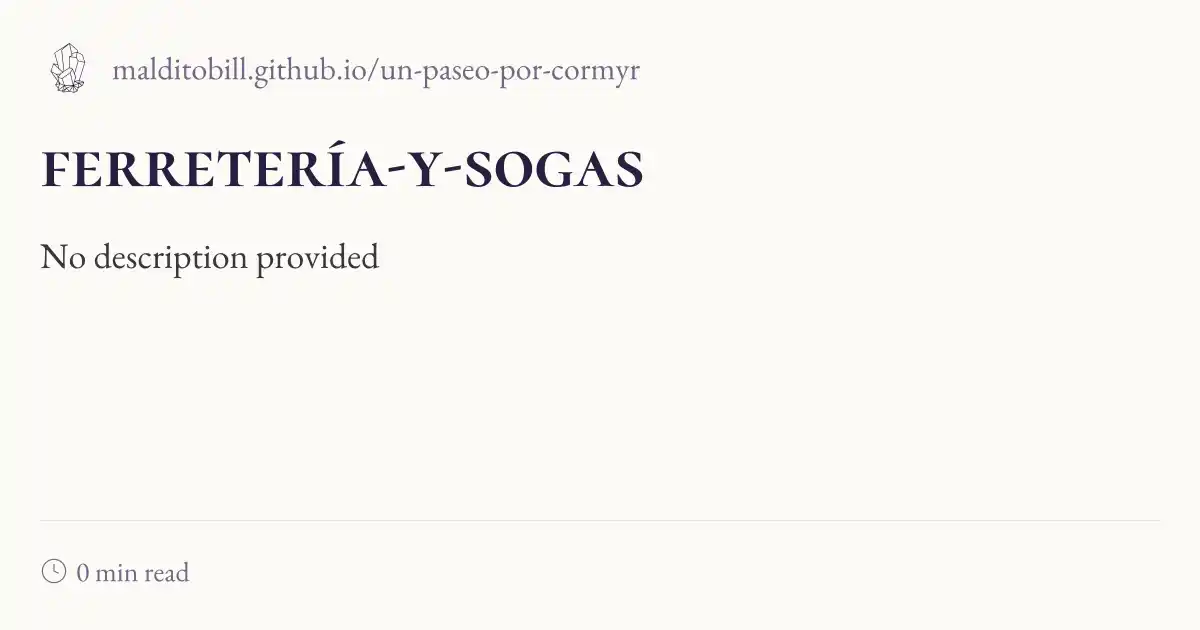 malditobill.github.io/un-paseo-por-cormyr
FERRETERÍA-Y-SOGAS
No description provided
0 min read